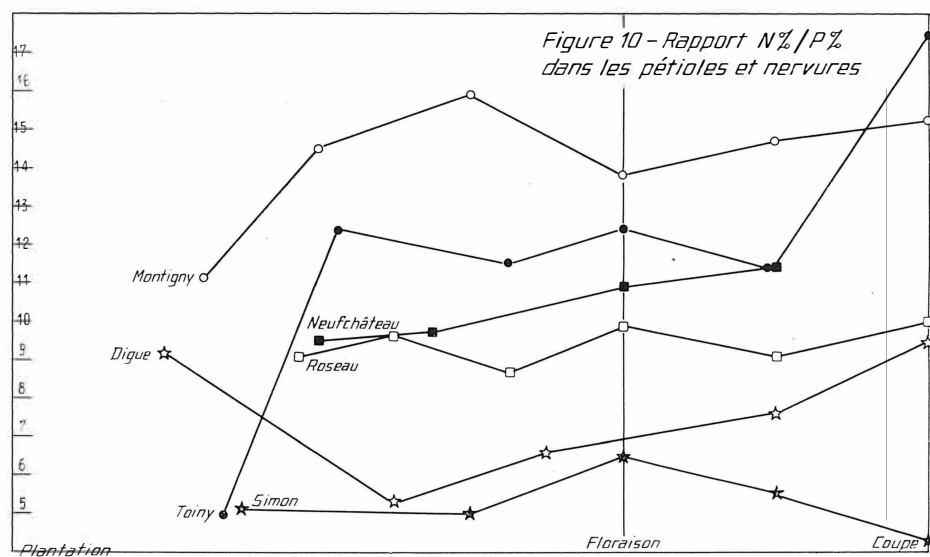 Figure 10 - Rapport N% / P%
dans les pétioles et nervures
17
16
15
14
13
12
11
10
9
8
7
6
5
Montigny
Neufchâteau
Digue
Roseau
Simon
Toiny
Plantation
Floraison
Coupe